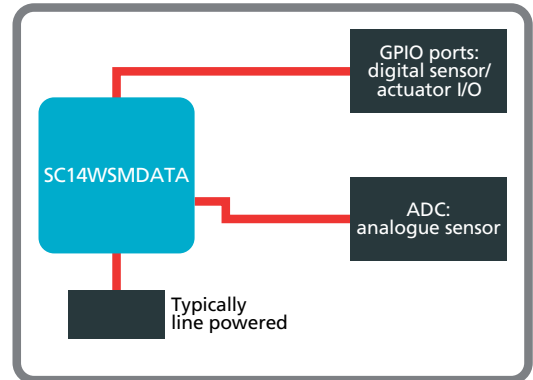 GPIO ports:
digital sensor/
actuator I/O
SC14WSMDATA
ADC:
analogue sensor
Typically
line powered